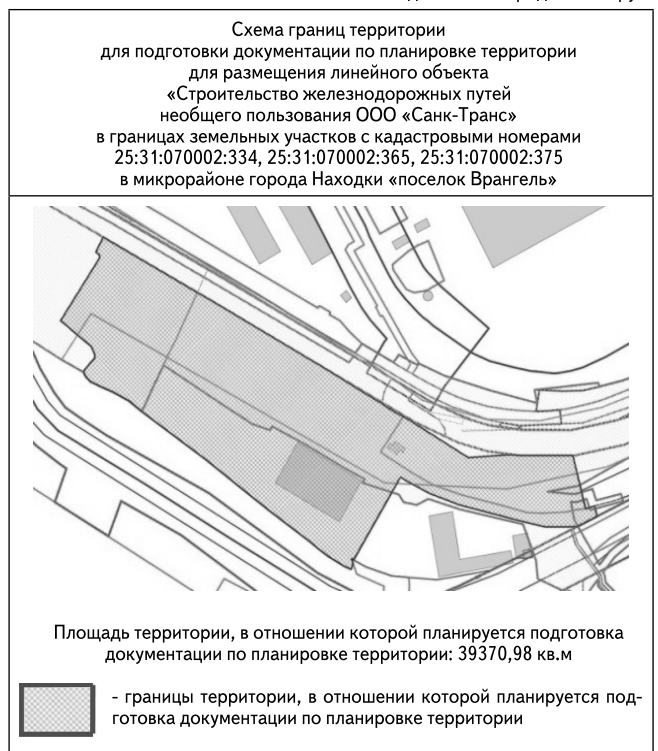 Схема границ территории
для подготовки документации по планировке территории
для размещения линейного объекта
«Строительство железнодорожных путей
необщего пользования ООО «Санк-Транс»
в границах земельных участков с кадастровыми номерами
25:31:070002:334, 25:31:070002:365, 25:31:070002:375
в микрорайоне города Находки «поселок Врангель»
Площадь территории, в отношении которой планируется подготовка
документации по планировке территории: 39370,98 кв.м
- границы территории, в отношении которой планируется под-
готовка документации по планировке территории